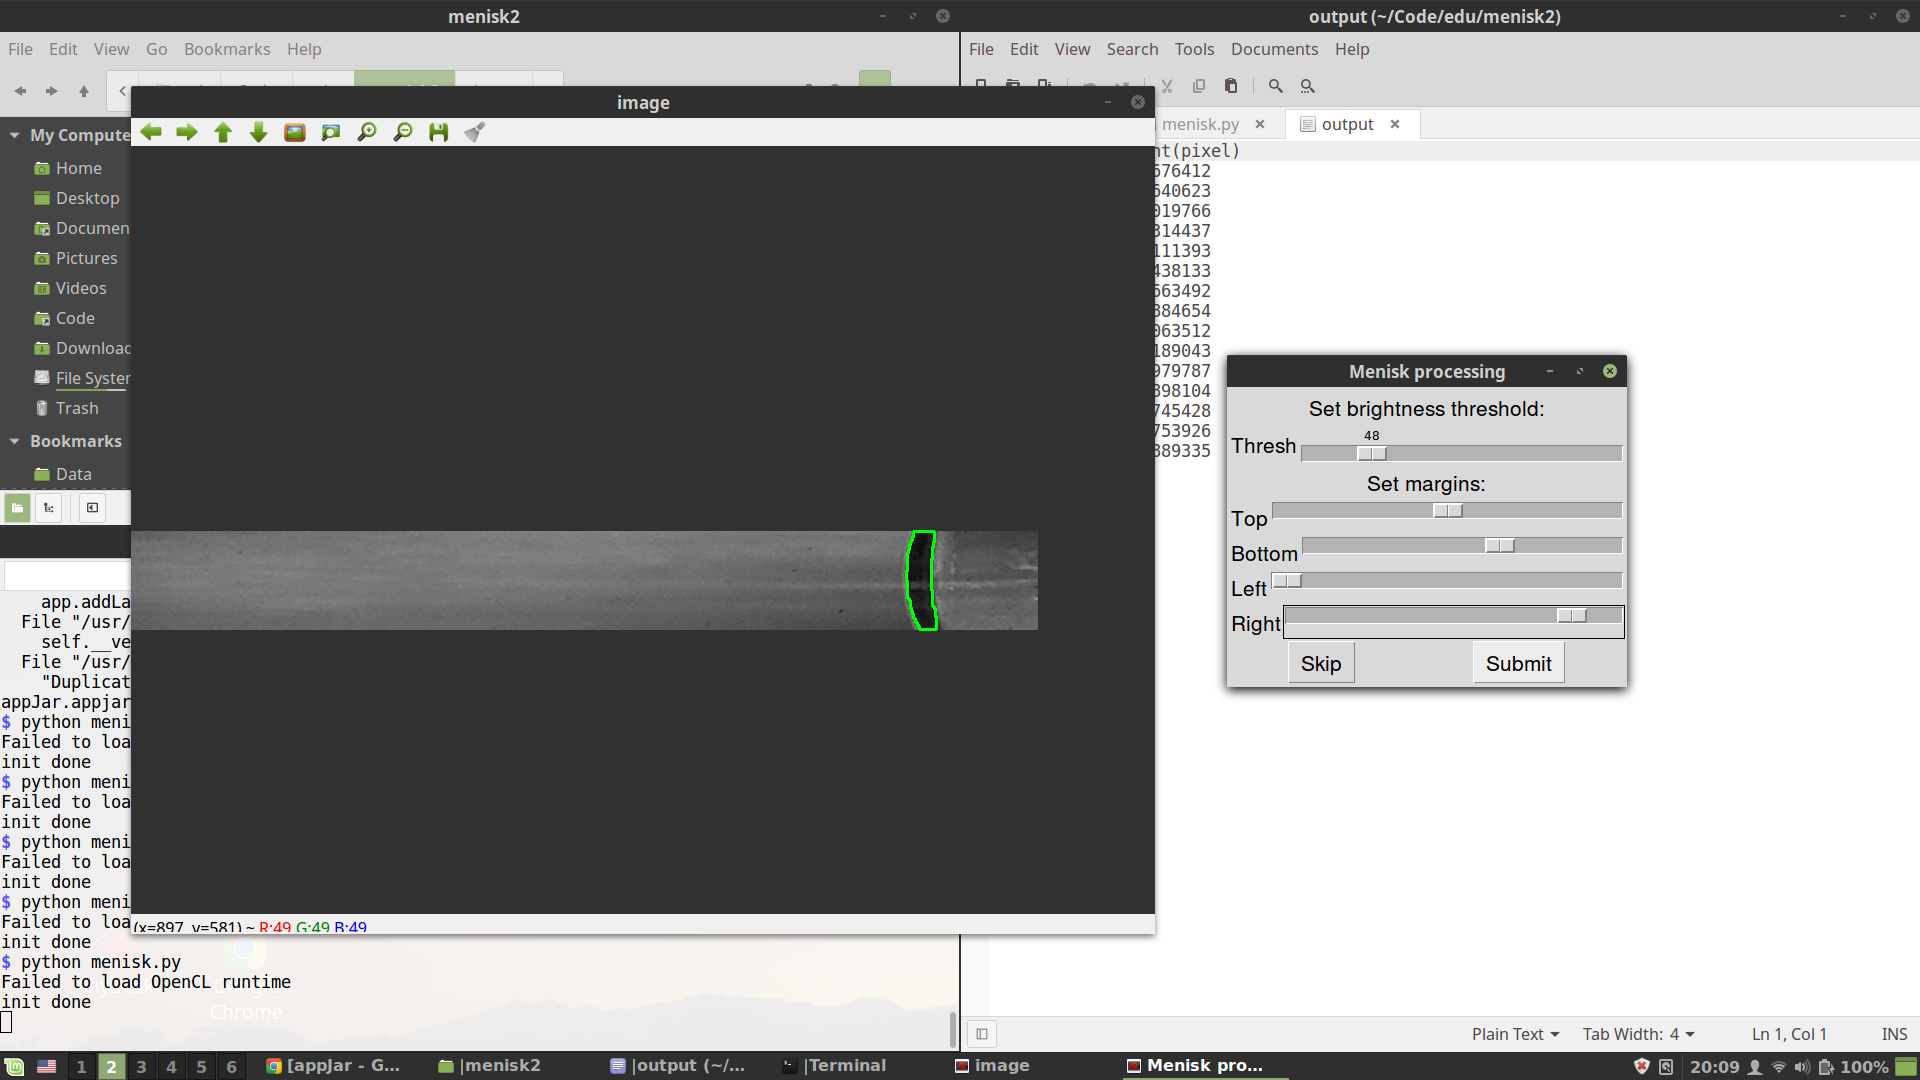 menisk2
output (~/Code/edu/menisk2)
File Edit View Go Bookmarks Help
File Edit View Search Tools Documents Help
image
menisk.py
output
My Compute
Home
Desktop
Documen
Pictures
Videos
Code
Download
File Syster
Trash
Bookmarks
Data
nt(pixel)
576412
540623
019766
314437
111393
438133
563492
384654
063512
189043
979787
398104
745428
753926
389335
Menisk processing
Set brightness threshold:
48
Thresh
Set margins:
Top
Bottom
Left
Right
Skip Submit
app.addLa
File "/usr/
self.__ve
File "/usr/
"Duplicat
appJar.appjar
$ python meni
Failed to loa
init done
$ python meni
Failed to loa
init done
$ python meni
Failed to loa
init done
$ python meni
Failed to loa
init done
$ python menisk.py
Failed to load OpenCL runtime
init done
Chrome
(x=897, y=581) ~ R:49 G:49 B:49
Plain Text Tab Width: 4 Ln 1, Col 1 INS
1 2 3 4 5 6 [appJar - G... |menisk2 |output (~/... |Terminal image Menisk pro... 20:09 100%